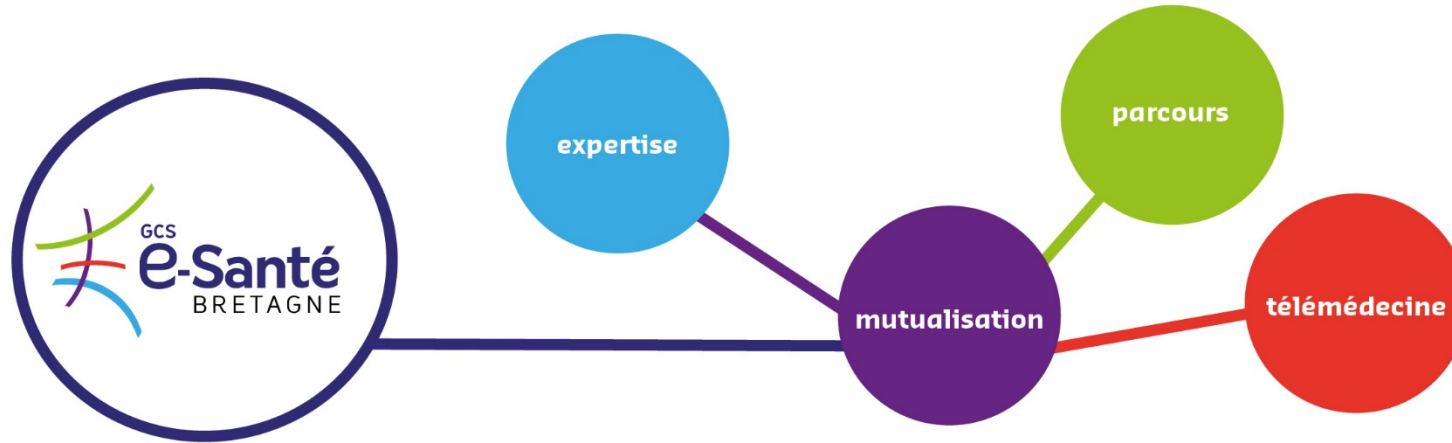 GCS
e-Santé
BRETAGNE
expertise
mutualisation
parcours
télémédecine